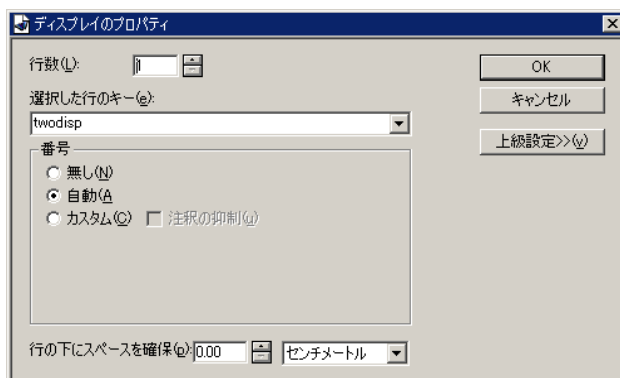 ディスプレイのプロパティ
行数(L):
1
OK
選択した行のキー(e):
キャンセル
twodisp
上級設定>>(v)
番号
無し(N)
自動(A
カスタム(C)
注釈の抑制(u)
行の下にスペースを確保(p):
0.00
センチメートル